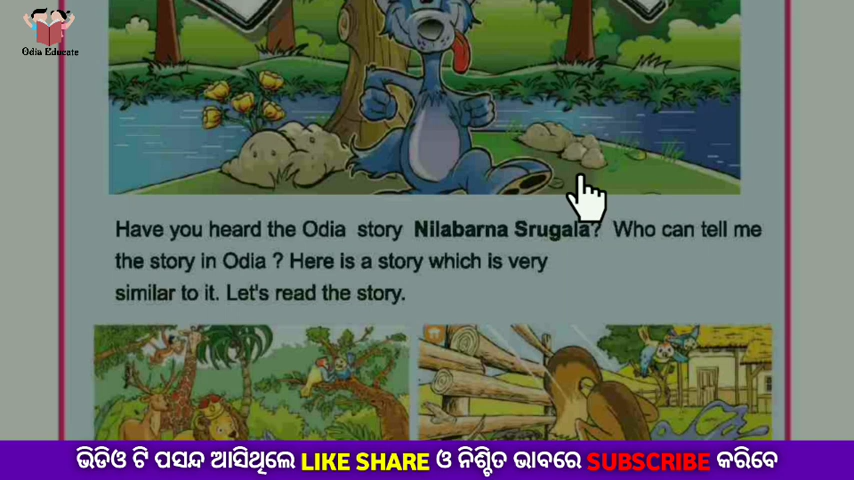 Odia Educate
Have you heard the Odia story Nilabarna Srugala? Who can tell me
the story in Odia ? Here is a story which is very
similar to it. Let's read the story.
ଭିଡିଓ ଟି ପସନ୍ଦ ଆସିଥିଲେ LIKE SHARE ଓ ନିଶ୍ଚିତ ଭାବରେ SUBSCRIBE କରିବେ